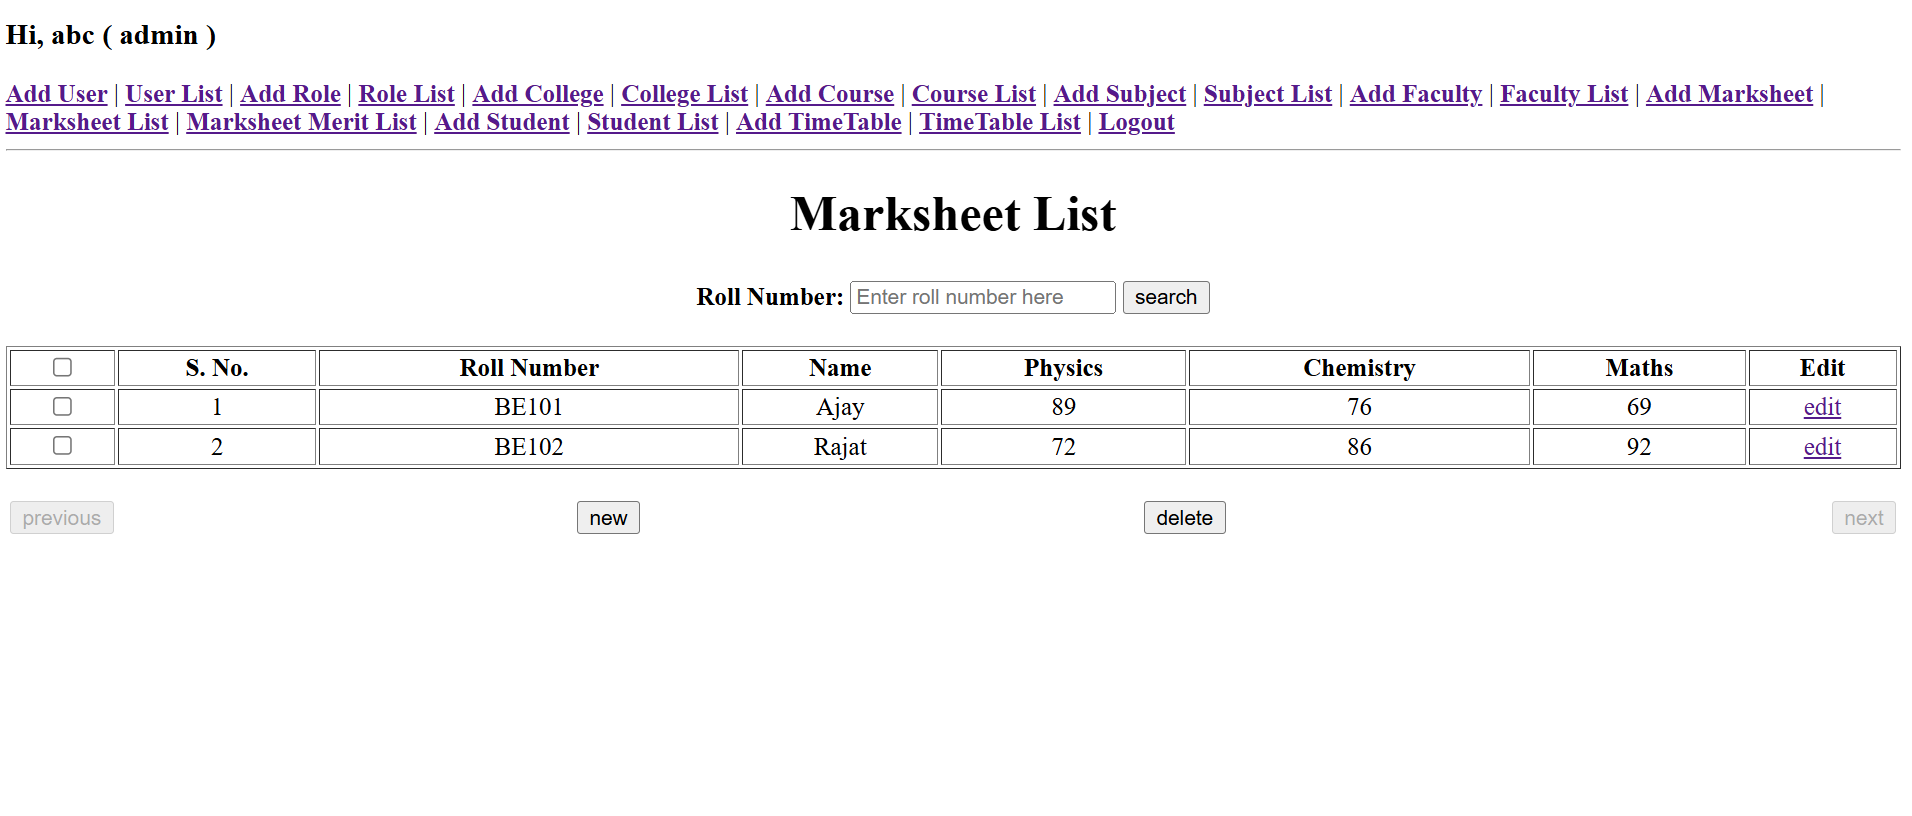 Hi, abc ( admin )
Add User | User List | Add Role | Role List | Add College | College List | Add Course | Course List | Add Subject | Subject List | Add Faculty | Faculty List | Add Marksheet |
Marksheet List | Marksheet Merit List | Add Student | Student List | Add TimeTable | TimeTable List | Logout
Marksheet List
Roll Number: Enter roll number here search
S. No. Roll Number Name Physics Chemistry Maths Edit
1 BE101 Ajay 89 76 69 edit
2 BE102 Rajat 72 86 92 edit
previous new delete next